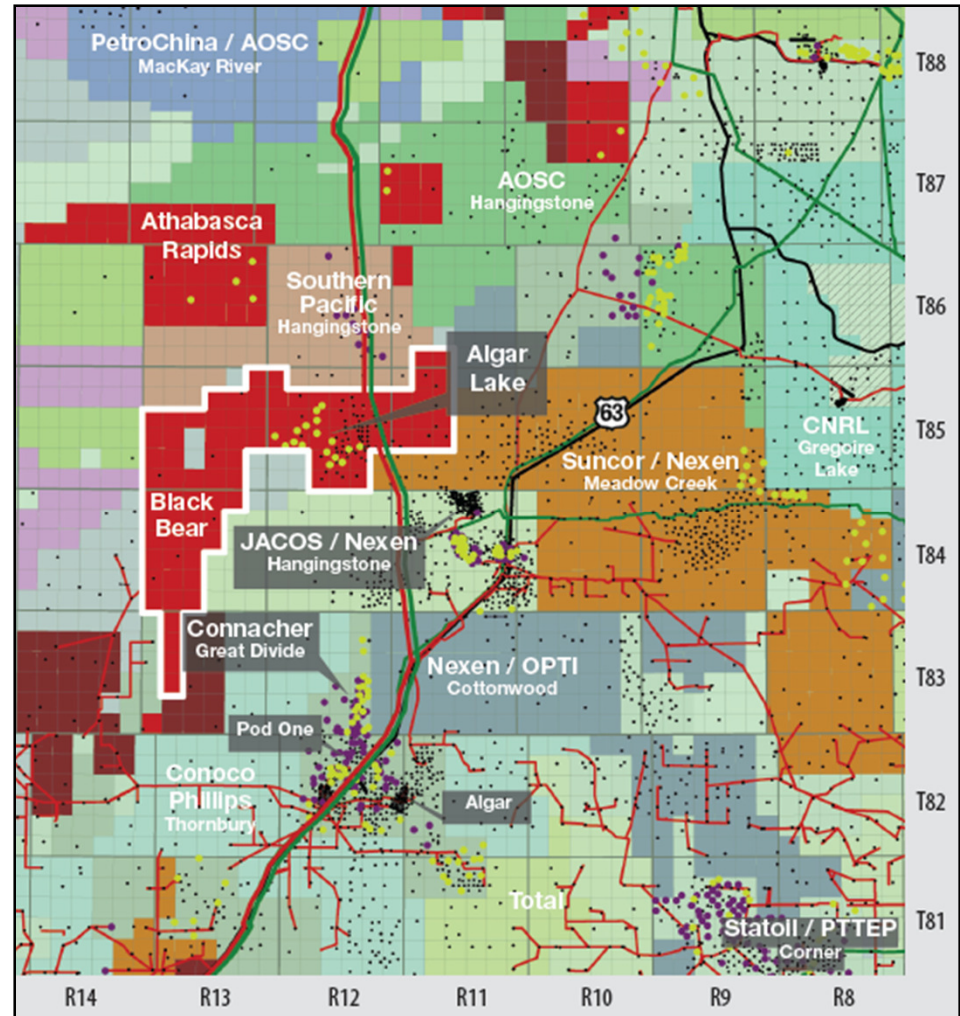 PetroChina / AOSC
MacKay River
T88
AOSC
Hangingstone
T87
Athabasca
Rapids
Southern
Pacific
Hangingstone
T86
Algar
Lake
63
CNRL
Gregoire
Lake
T85
Suncor / Nexen
Meadow Creek
Black
Bear
JACOS / Nexen
Hangingstone
T84
Connacher
Great Divide
Nexen / OPTI
Cottonwood
T83
Pod One
Conoco
Phillips
Thornbury
Algar
T82
Total
Statoil / PTTEP
Corner
T81
R14 R13 R12 R11 R10 R9 R8